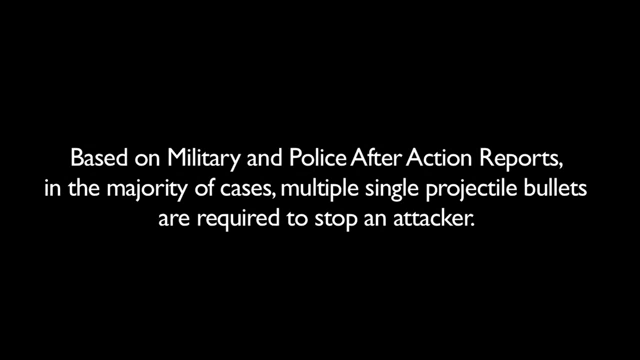 Based on Military and Police After Action Reports,
in the majority of cases, multiple single projectile bullets
are required to stop an attacker.